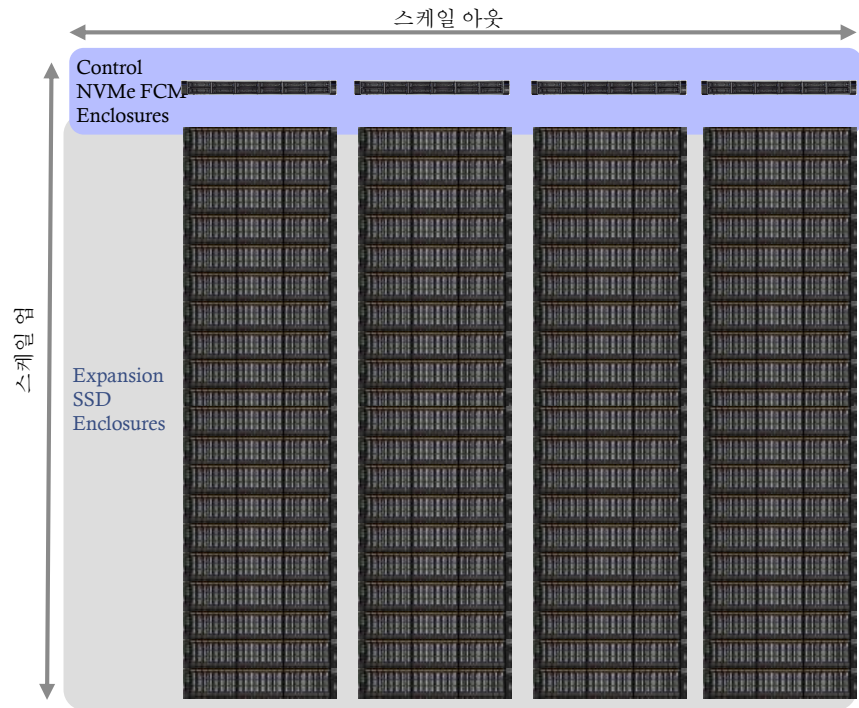 스케일 아웃
Control
NVMe FCM
Enclosures
스케일 업
Expansion
SSD
Enclosures